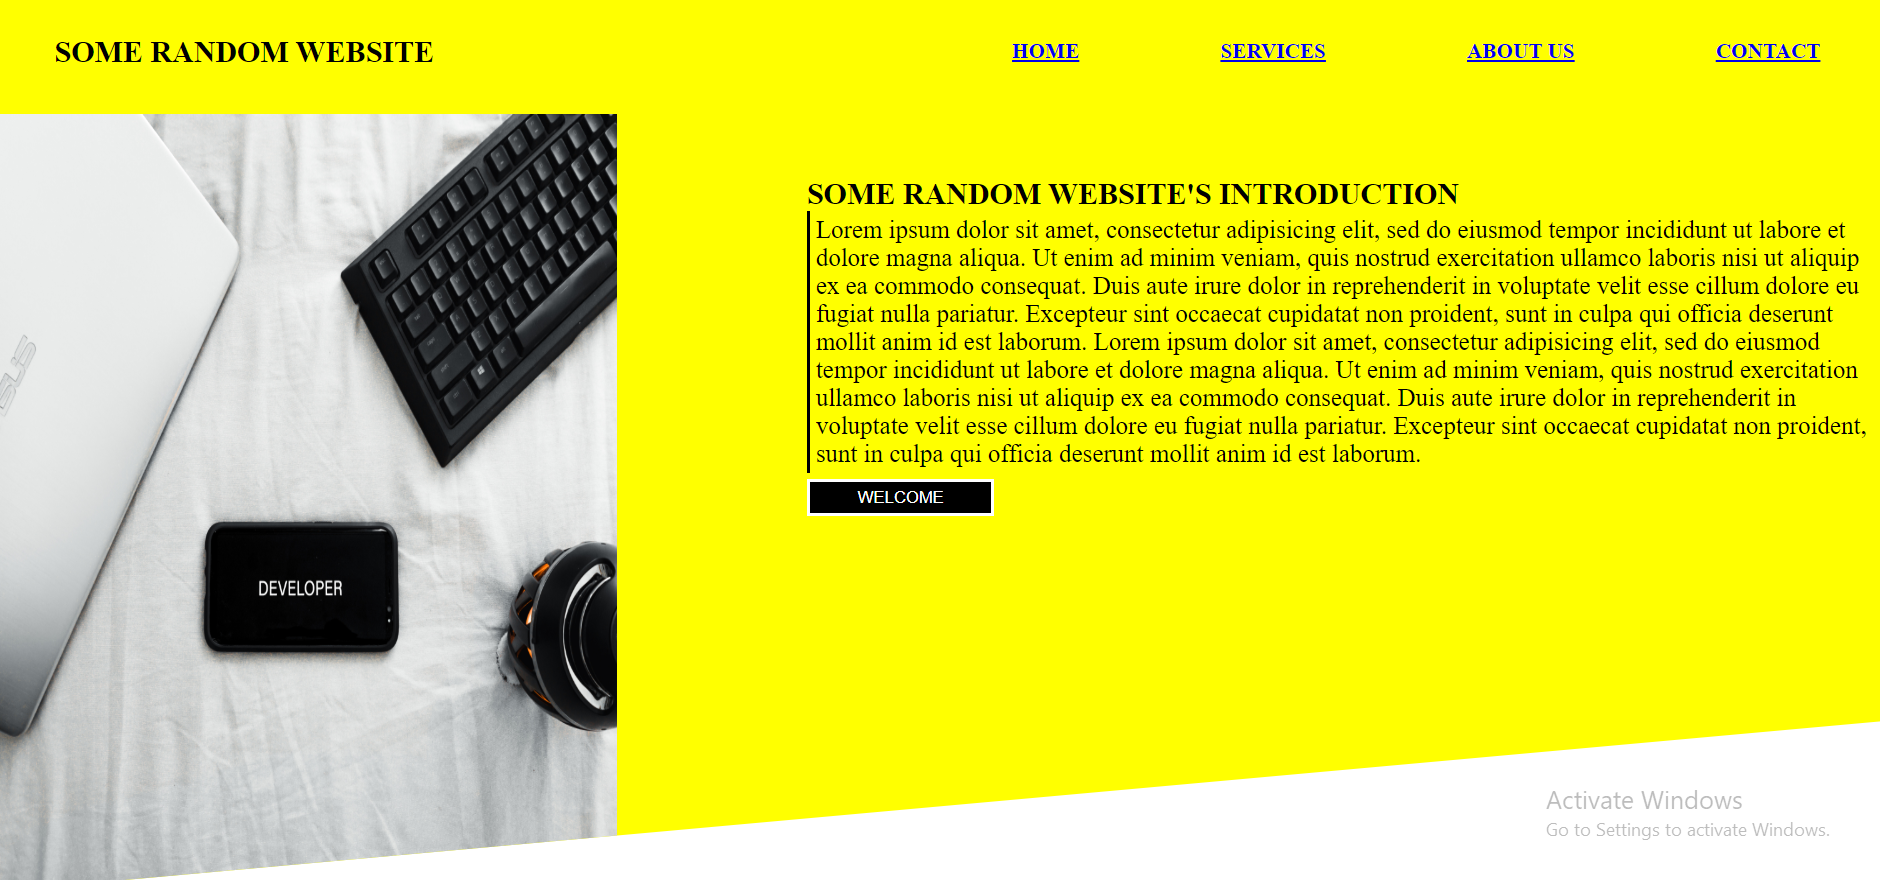 SOME RANDOM WEBSITE
HOME SERVICES ABOUT US CONTACT
SOME RANDOM WEBSITE'S INTRODUCTION
Lorem ipsum dolor sit amet, consectetur adipisicing elit, sed do eiusmod tempor incididunt ut labore et
dolore magna aliqua. Ut enim ad minim veniam, quis nostrud exercitation ullamco laboris nisi ut aliquip
ex ea commodo consequat. Duis aute irure dolor in reprehenderit in voluptate velit esse cillum dolore eu
fugiat nulla pariatur. Excepteur sint occaecat cupidatat non proident, sunt in culpa qui officia deserunt
mollit anim id est laborum. Lorem ipsum dolor sit amet, consectetur adipisicing elit, sed do eiusmod
tempor incididunt ut labore et dolore magna aliqua. Ut enim ad minim veniam, quis nostrud exercitation
ullamco laboris nisi ut aliquip ex ea commodo consequat. Duis aute irure dolor in reprehenderit in
voluptate velit esse cillum dolore eu fugiat nulla pariatur. Excepteur sint occaecat cupidatat non proident,
sunt in culpa qui officia deserunt mollit anim id est laborum.
WELCOME
ASUS
DEVELOPER
Activate Windows
Go to Settings to activate Windows.